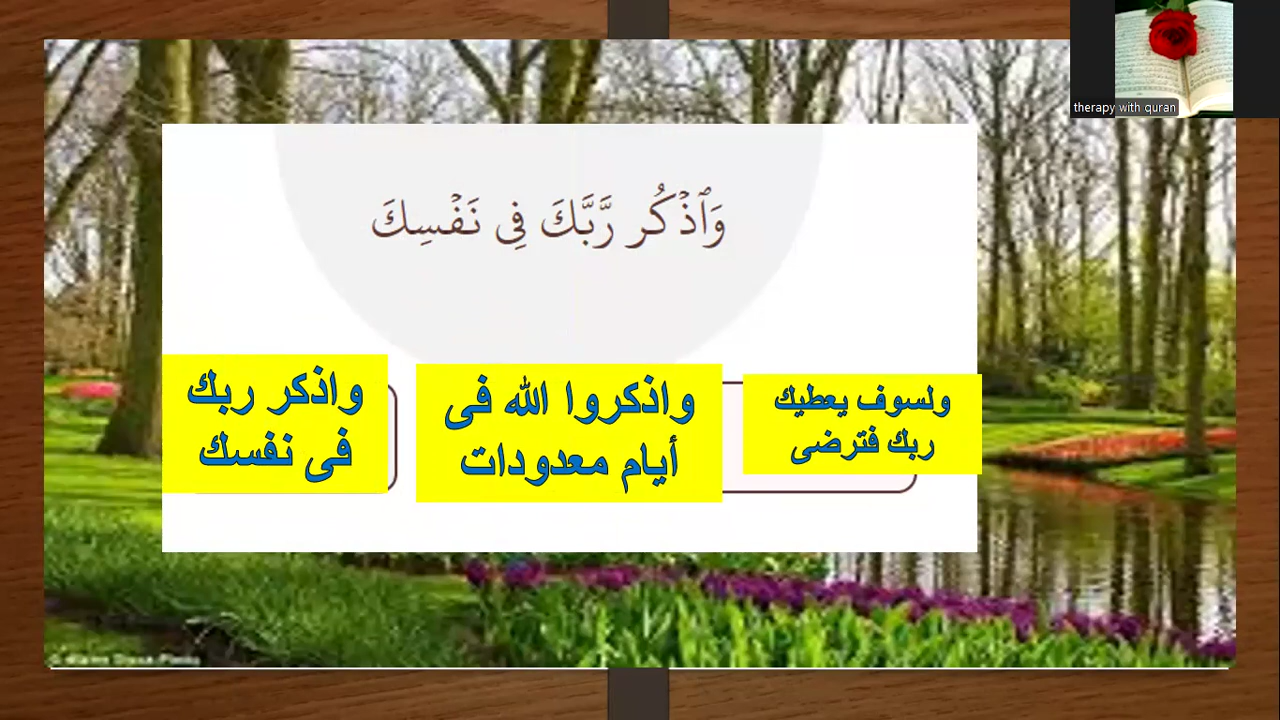 therapy with quran
وَٱذۡكُر رَّبَّكَ فِى نَفۡسِكَ
ولسوف يعطيك
ربك فترضى
واذكروا الله فى
أيام معدودات
واذكر ربك
فى نفسك